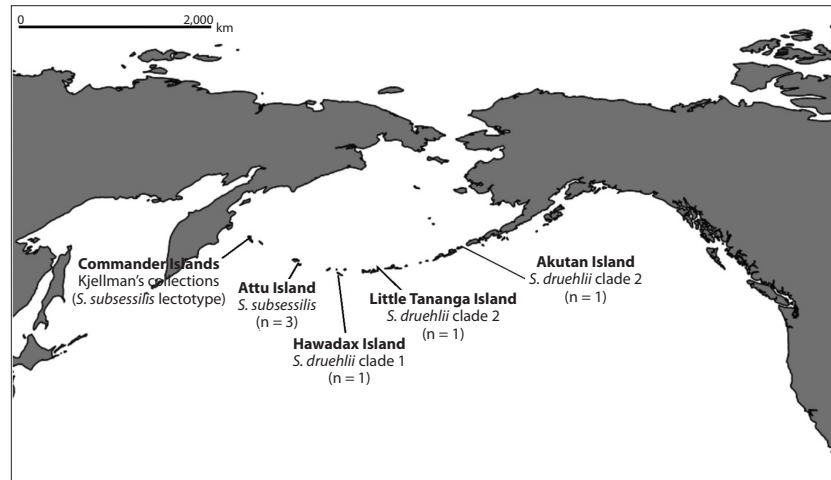 0 2,000 km
Commander Islands
Kjellman's collections
(S. subsessilis lectotype)
Attu Island
S. subsessilis
(n = 3)
Hawadax Island
S. druehlii clade 1
(n = 1)
Little Tananga Island
S. druehlii clade 2
(n = 1)
Akutan Island
S. druehlii clade 2
(n = 1)